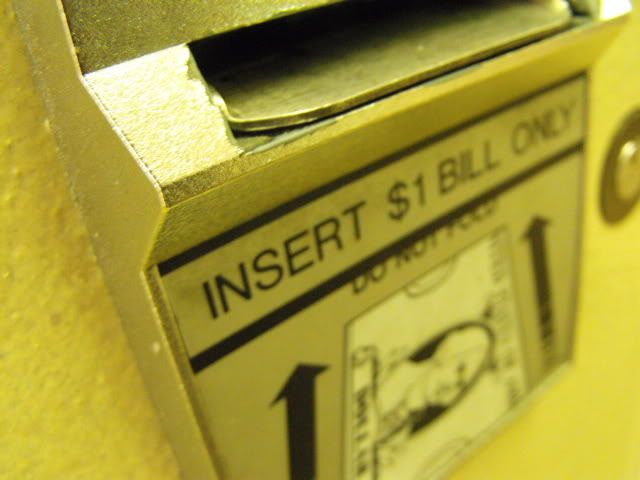 INSERT $1 BILL ONLY
DO NOT FOLD